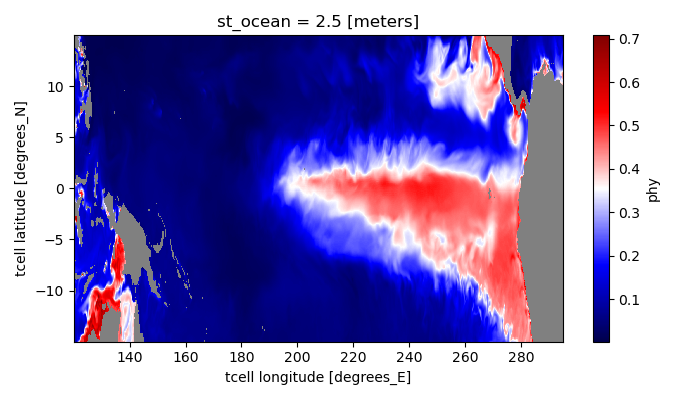 st_ocean = 2.5 [meters]
10
5
0
−5
−10
tcell latitude [degrees_N]
140 160 180 200 220 240 260 280
tcell longitude [degrees_E]
0.7
0.6
0.5
0.4
0.3
0.2
0.1
phy